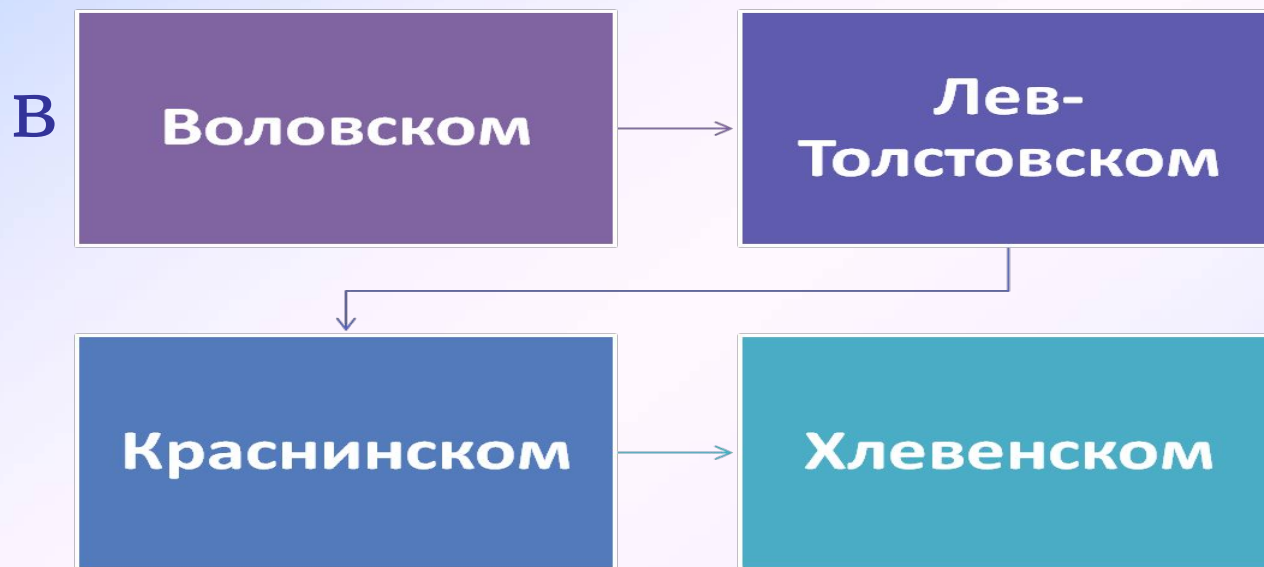 В
Воловском
Лев-
Толстовском
Краснинском
Хлевенском